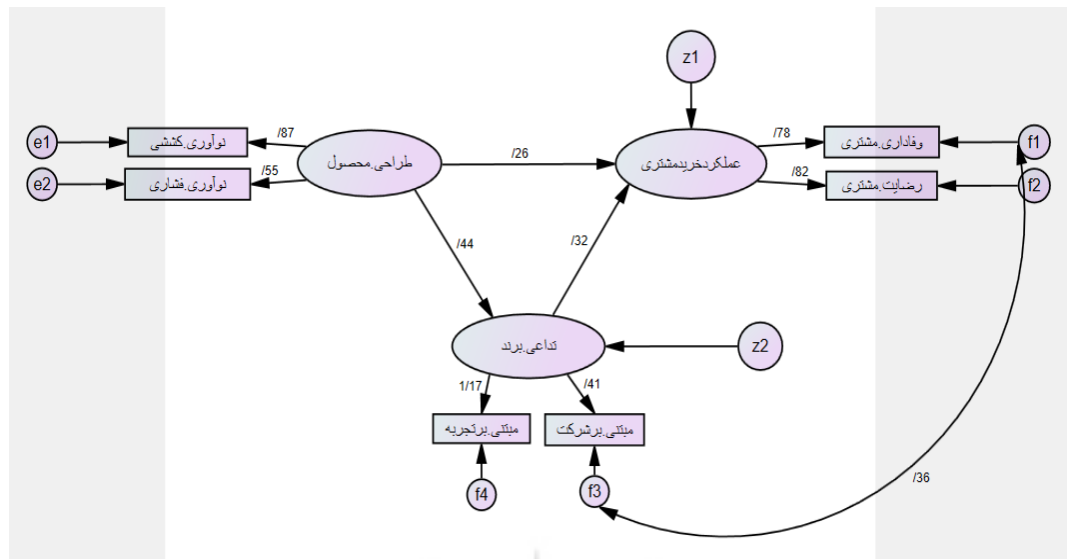 z1
e1
نوآوری.کششی
/87
طراحی.محصول
/26
عملکردخریدمشتری
/78
وفاداری.مشتری
f1
e2
نوآوری.فشاری
/55
/82
رضایت.مشتری
f2
/44
/32
تداعی.برند
z2
1/17
/41
مبتنی.برتجربه
مبتنی.برشرکت
/36
f4
f3